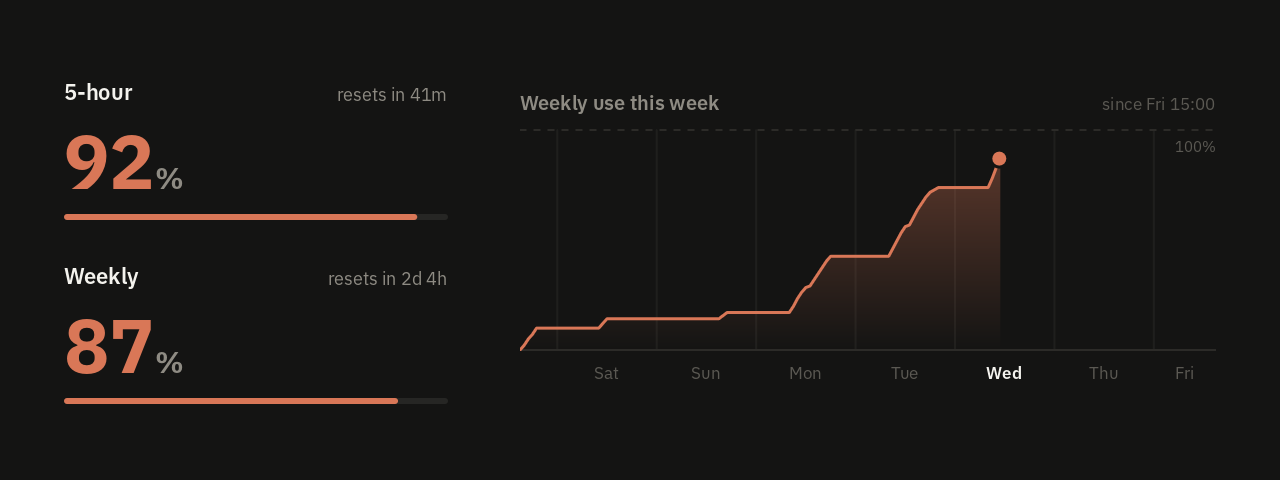 5-hour
resets in 41m
92%
Weekly
resets in 2d 4h
87%
Weekly use this week
since Fri 15:00
100%
Sat Sun Mon Tue Wed Thu Fri